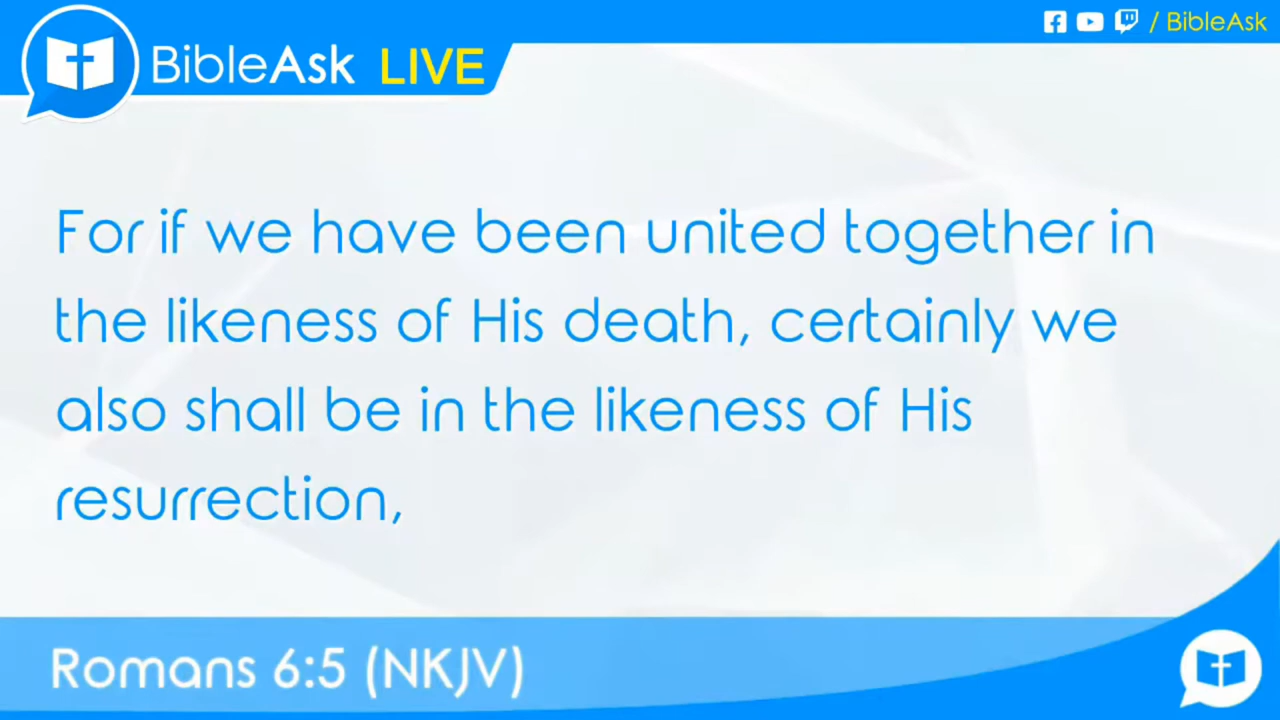 BibleAsk LIVE
/ BibleAsk
For if we have been united together in
the likeness of His death, certainly we
also shall be in the likeness of His
resurrection,
Romans 6:5 (NKJV)